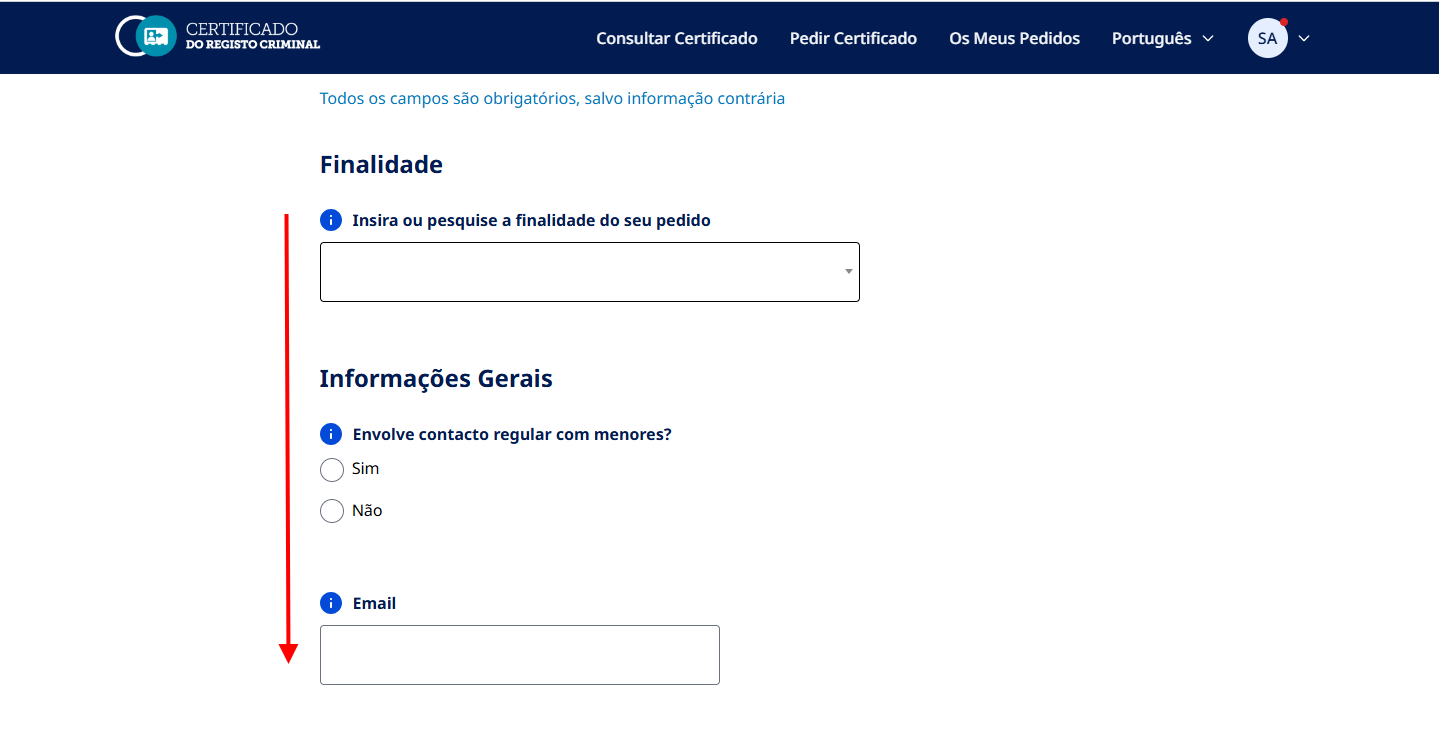 CERTIFICADO
DO REGISTO CRIMINAL
Consultar Certificado
Pedir Certificado
Os Meus Pedidos
Português
SA
Todos os campos são obrigatórios, salvo informação contrária
Finalidade
Insira ou pesquise a finalidade do seu pedido
Informações Gerais
Envolve contacto regular com menores?
Sim
Não
Email